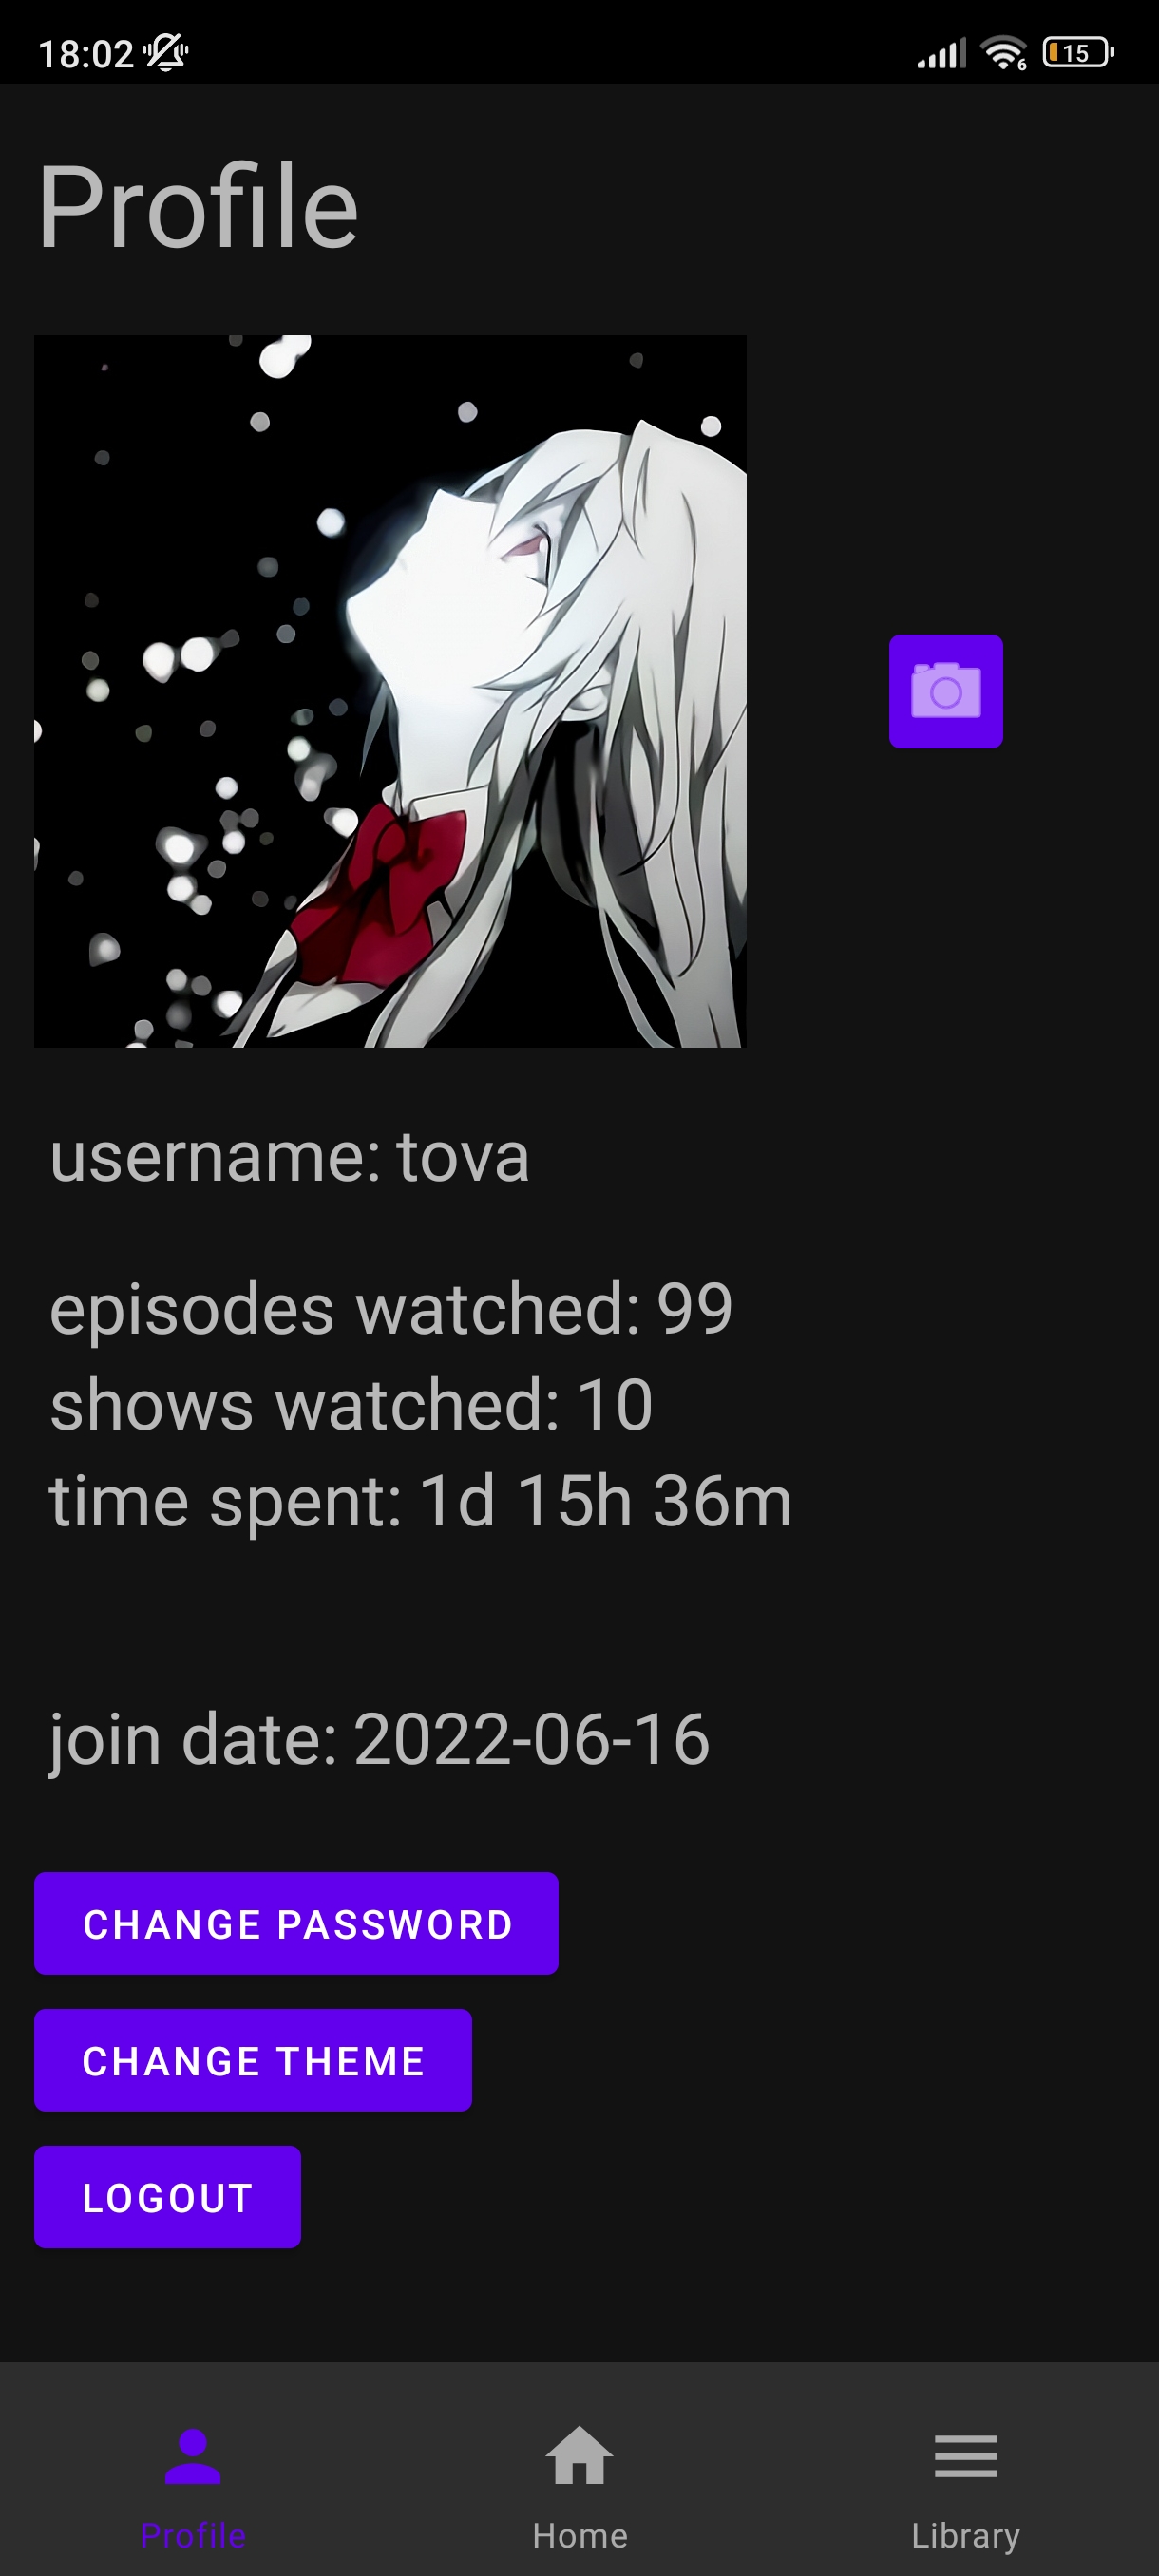 18:02
6
15
Profile
username: tova
episodes watched: 99
shows watched: 10
time spent: 1d 15h 36m
join date: 2022-06-16
CHANGE PASSWORD
CHANGE THEME
LOGOUT
Profile
Home
Library